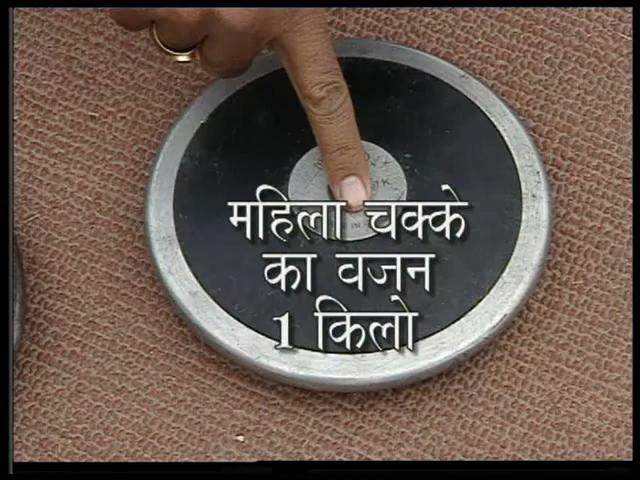 महिला चक्के
का वजन
1 किलो